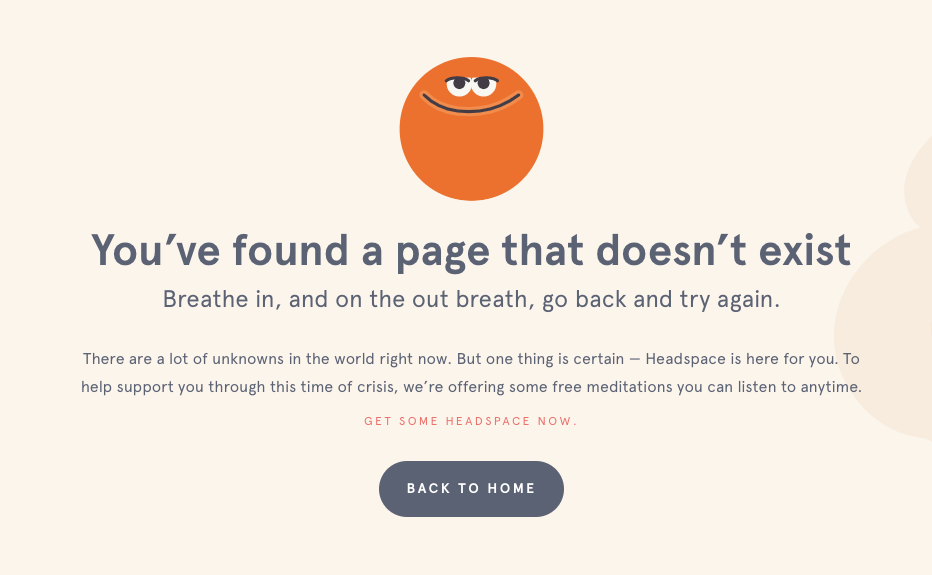 You’ve found a page that doesn’t exist
Breathe in, and on the out breath, go back and try again.
There are a lot of unknowns in the world right now. But one thing is certain — Headspace is here for you. To
help support you through this time of crisis, we’re offering some free meditations you can listen to anytime.
GET SOME HEADSPACE NOW.
BACK TO HOME